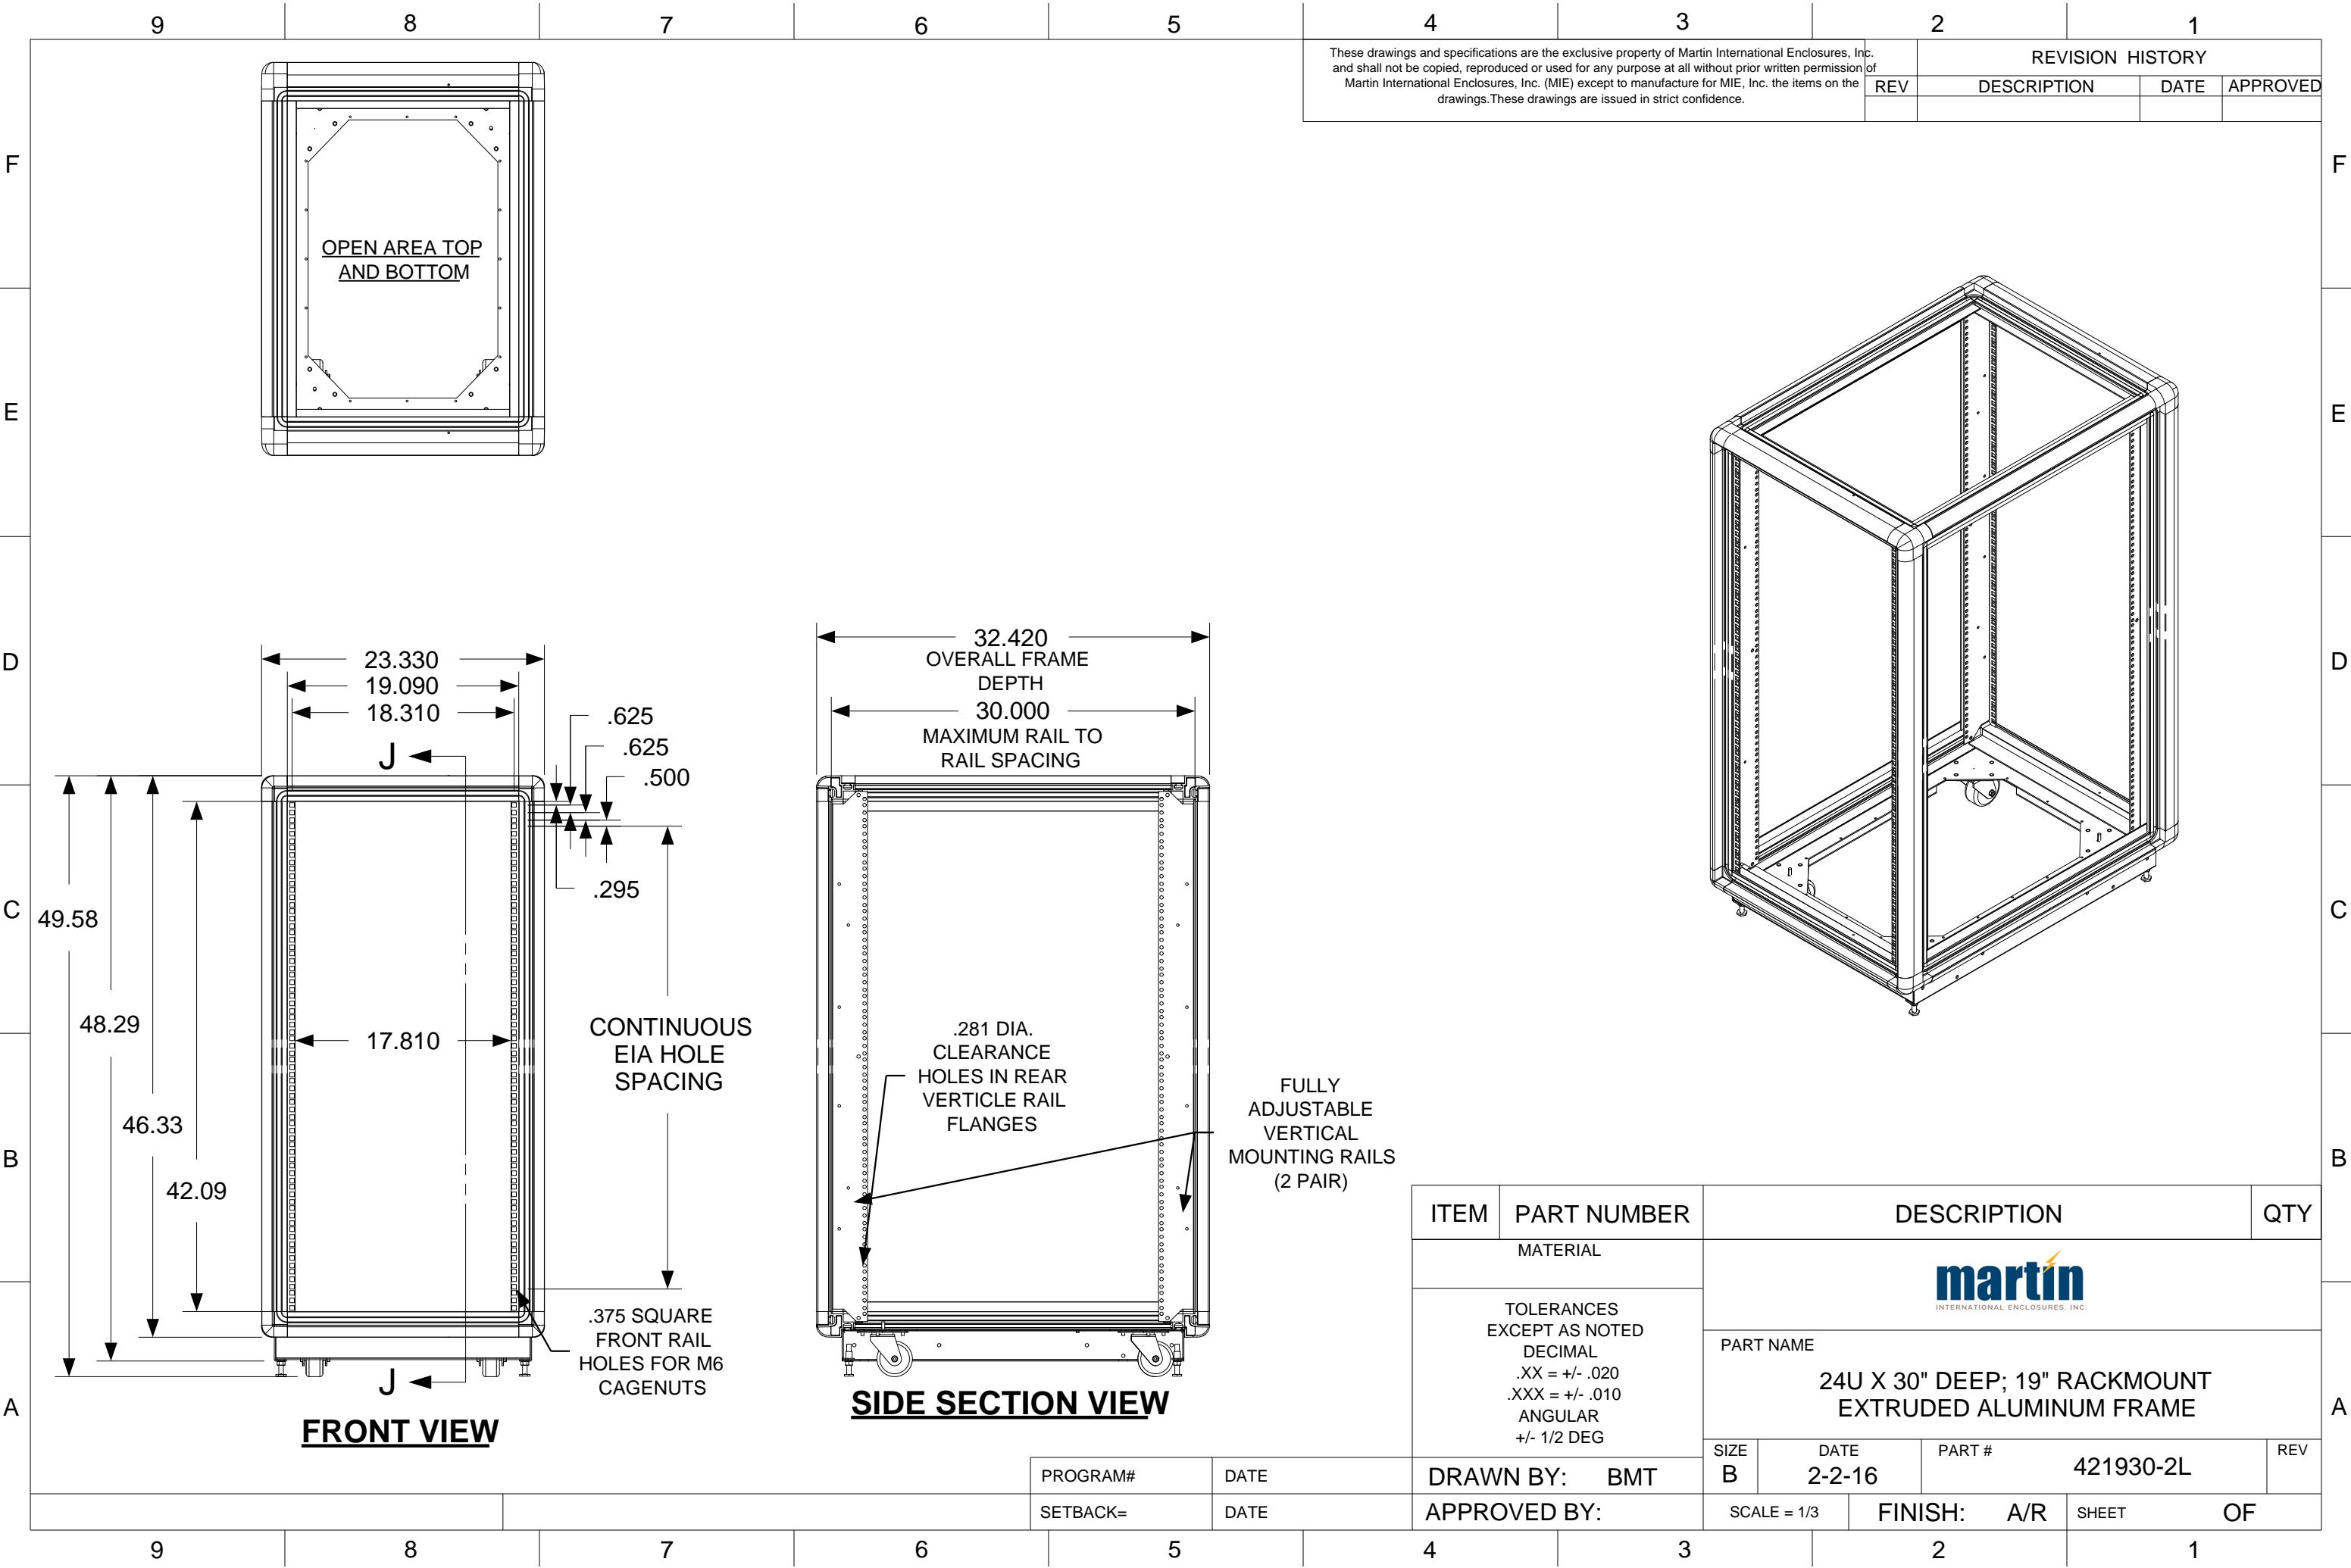 9 8 7 6 5 4 3 2 1
These drawings and specifications are the exclusive property of Martin International Enclosures, Inc.
and shall not be copied, reproduced or used for any purpose at all without prior written permission of
Martin International Enclosures, Inc. (MIE) except to manufacture for MIE, Inc. the items on the
drawings.These drawings are issued in strict confidence.
REVISION HISTORY
REV DESCRIPTION DATE APPROVED
F F
OPEN AREA TOP
AND BOTTOM
E E
D D
23.330
19.090
18.310
.625
.625
.500
.295
J
32.420
OVERALL FRAME
DEPTH
30.000
MAXIMUM RAIL TO
RAIL SPACING
C C
49.58
48.29
46.33
42.09
17.810
CONTINUOUS
EIA HOLE
SPACING
.281 DIA.
CLEARANCE
HOLES IN REAR
VERTICLE RAIL
FLANGES
FULLY
ADJUSTABLE
VERTICAL
MOUNTING RAILS
(2 PAIR)
B B
.375 SQUARE
FRONT RAIL
HOLES FOR M6
CAGENUTS
J
FRONT VIEW
SIDE SECTION VIEW
A A
ITEM PART NUMBER DESCRIPTION QTY
MATERIAL
martin
INTERNATIONAL ENCLOSURES, INC.
TOLERANCES
EXCEPT AS NOTED
DECIMAL
.XX = +/- .020
.XXX = +/- .010
ANGULAR
+/- 1/2 DEG
PART NAME
24U X 30" DEEP; 19" RACKMOUNT
EXTRUDED ALUMINUM FRAME
SIZE DATE PART # REV
B 2-2-16 421930-2L
PROGRAM# DATE DRAWN BY: BMT
SETBACK= DATE APPROVED BY: SCALE = 1/3 FINISH: A/R SHEET OF
9 8 7 6 5 4 3 2 1